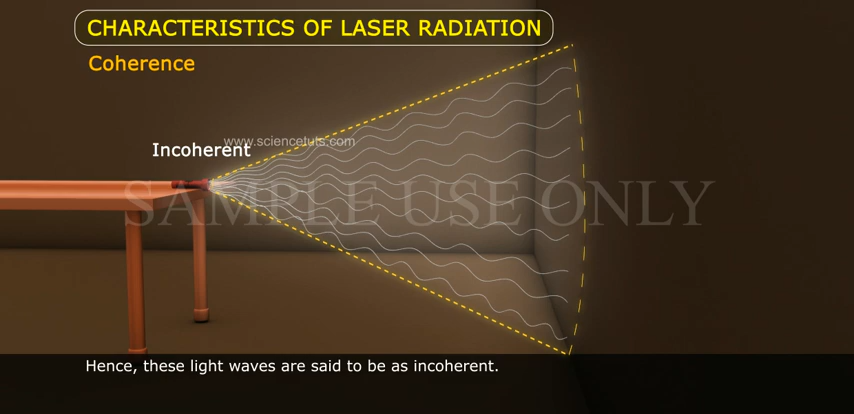 CHARACTERISTICS OF LASER RADIATION
Coherence
www.sciencetuts.com
Incoherent
SAMPLE USE ONLY
Hence, these light waves are said to be as incoherent.